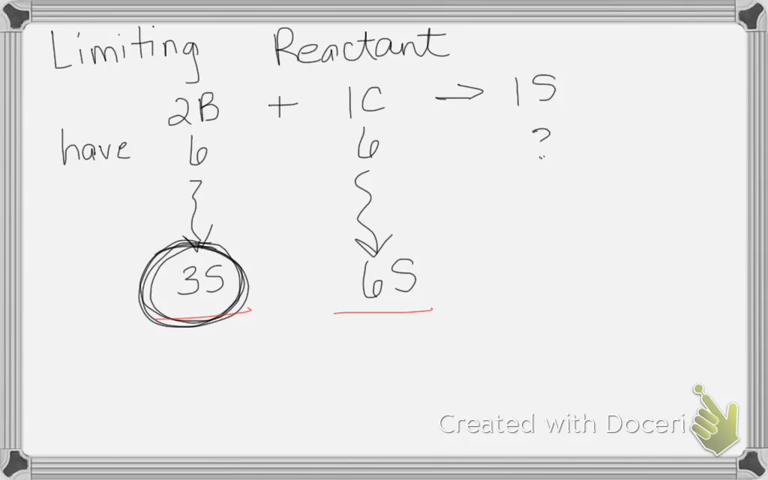 Limiting Reactant
2B + 1C → 1S
have 6 6 ?
3S 6S
Created with Doceri